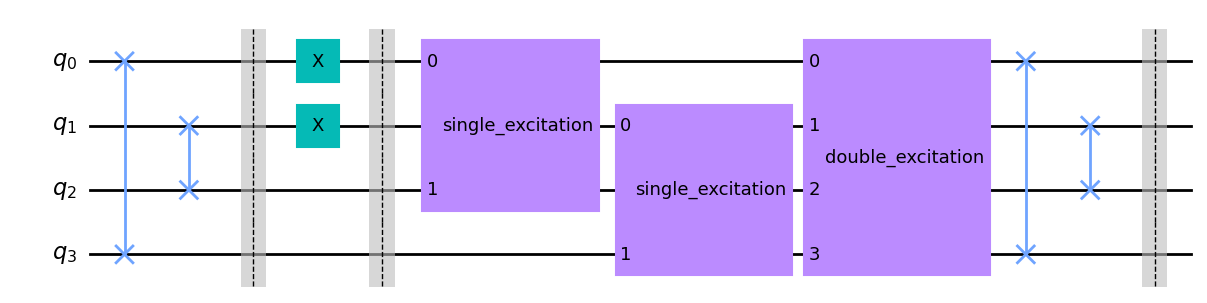 q0 X 0 0
q1 X single_excitation 0 1
double_excitation
q2 1 single_excitation 2
q3 1 3